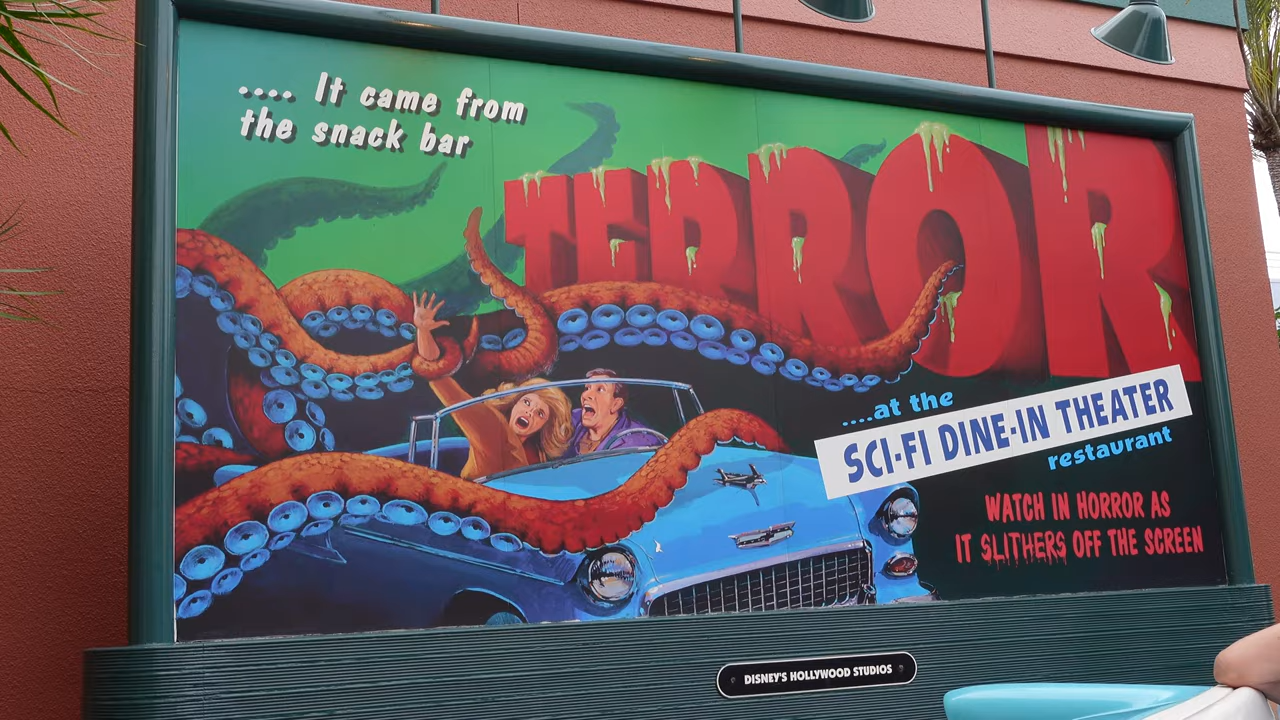 .... It came from
the snack bar
TERROR
....at the
SCI-FI DINE-IN THEATER
restaurant
WATCH IN HORROR AS
IT SLITHERS OFF THE SCREEN
DISNEY'S HOLLYWOOD STUDIOS